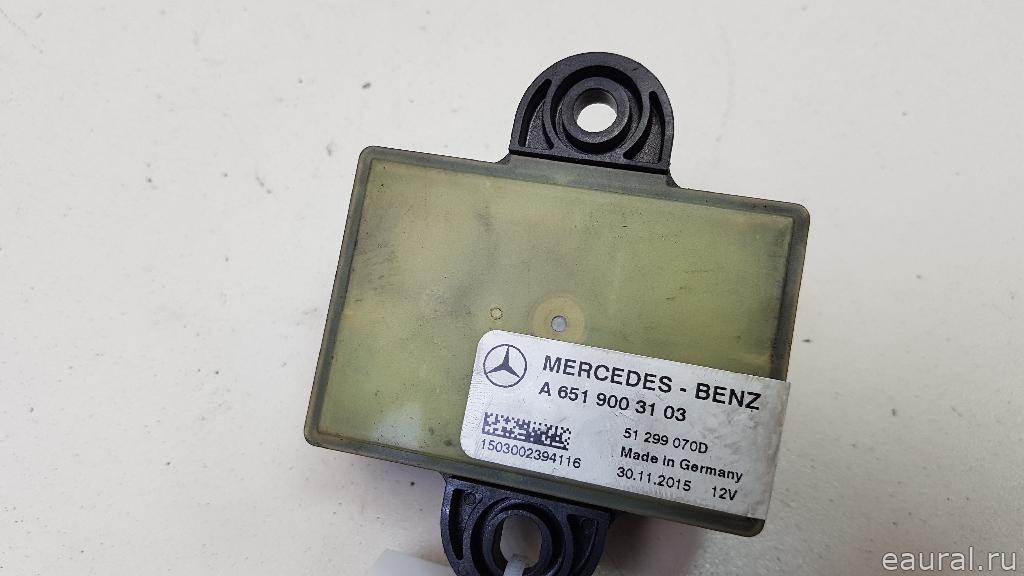 MERCEDES - BENZ
A 651 900 31 03
51 299 070D
Made in Germany
1503002394116
30.11.2015 12V
eaural.ru